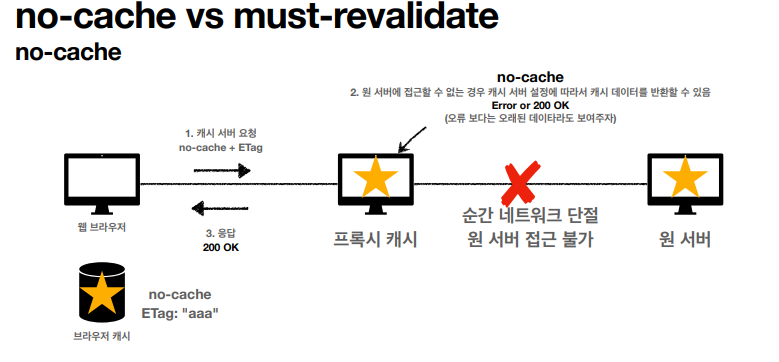 no-cache vs must-revalidate
no-cache
no-cache
2. 원 서버에 접근할 수 없는 경우 캐시 서버 설정에 따라서 캐시 데이터를 반환할 수 있음
Error or 200 OK
(오류 보다는 오래된 데이타라도 보여주자)
1. 캐시 서버 요청
no-cache + ETag
웹 브라우저
3. 응답
200 OK
프록시 캐시
순간 네트워크 단절
원 서버 접근 불가
원 서버
no-cache
ETag: "aaa"
브라우저 캐시